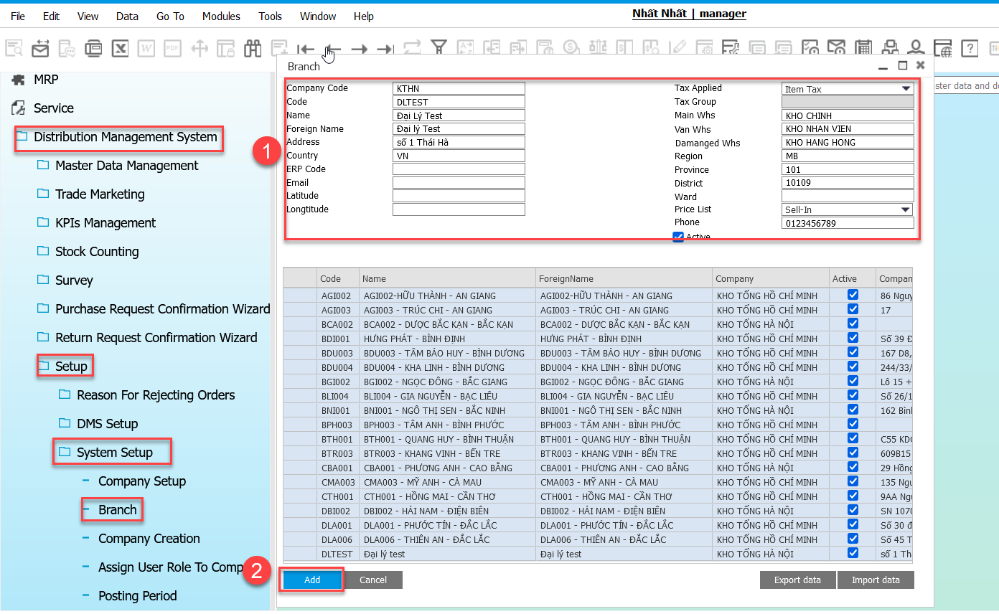 File Edit View Data Go To Modules Tools Window Help
Nhất Nhất | manager
MRP
Service
Distribution Management System
Master Data Management
Trade Marketing
KPIs Management
Stock Counting
Survey
Purchase Request Confirmation Wizard
Return Request Confirmation Wizard
Setup
Reason For Rejecting Orders
DMS Setup
System Setup
Company Setup
Branch
Company Creation
Assign User Role To Comp
Posting Period
Branch
ster data and d
1
Company Code KTHN
Code DLTEST
Name Đại Lý Test
Foreign Name Đại lý Test
Address số 1 Thái Hà
Country VN
ERP Code
Email
Latitude
Longtitude
Tax Applied Item Tax
Tax Group
Main Whs KHO CHINH
Van Whs KHO NHAN VIEN
Damanged Whs KHO HANG HONG
Region MB
Province 101
District 10109
Ward
Price List Sell-In
Phone 0123456789
Active
Code Name ForeignName Company Active Compan
AGI002 AGI002-HỮU THÀNH - AN GIANG AGI002-HỮU THÀNH - AN GIANG KHO TỔNG HỒ CHÍ MINH 86 Nguy
AGI003 AGI003 - TRÚC CHI - AN GIANG AGI003 - TRÚC CHI - AN GIANG KHO TỔNG HỒ CHÍ MINH 17
BCA002 BCA002 - DƯỢC BẮC KẠN - BẮC KẠN BCA002 - DƯỢC BẮC KẠN - BẮC KẠN KHO TỔNG HÀ NỘI
BDI001 HƯNG PHÁT - BÌNH ĐỊNH HƯNG PHÁT - BÌNH ĐỊNH KHO TỔNG HỒ CHÍ MINH Số 39 Đ
BDU003 BDU003 - TÂM BẢO HUY - BÌNH DƯƠNG BDU003 - TÂM BẢO HUY - BÌNH DƯƠNG KHO TỔNG HỒ CHÍ MINH 167 D8,
BDU004 BDU004 - KHA LINH - BÌNH DƯƠNG BDU004 - KHA LINH - BÌNH DƯƠNG KHO TỔNG HỒ CHÍ MINH 244/33/
BGI002 BGI002 - NGỌC ĐÔNG - BẮC GIANG BGI002 - NGỌC ĐÔNG - BẮC GIANG KHO TỔNG HÀ NỘI Lô 15 +
BLI004 BLI004 - GIA NGUYỄN - BẠC LIÊU BLI004 - GIA NGUYỄN - BẠC LIÊU KHO TỔNG HỒ CHÍ MINH Số 26/1
BNI001 BNI001 - NGÔ THỊ SEN - BẮC NINH BNI001 - NGÔ THỊ SEN - BẮC NINH KHO TỔNG HÀ NỘI 162 Bình
BPH003 BPH003 - TÂM ANH - BÌNH PHƯỚC BPH003 - TÂM ANH - BÌNH PHƯỚC KHO TỔNG HỒ CHÍ MINH
BTH001 BTH001 - QUANG HUY - BÌNH THUẬN BTH001 - QUANG HUY - BÌNH THUẬN KHO TỔNG HỒ CHÍ MINH C55 KDC
BTR003 BTR003 - KHANG VINH - BẾN TRE BTR003 - KHANG VINH - BẾN TRE KHO TỔNG HỒ CHÍ MINH 609B15
CBA001 CBA001 - PHƯƠNG ANH - CAO BẰNG CBA001 - PHƯƠNG ANH - CAO BẰNG KHO TỔNG HÀ NỘI 29 Hồng
CMA003 CMA003 - MỸ ANH - CÀ MAU CMA003 - MỸ ANH - CÀ MAU KHO TỔNG HỒ CHÍ MINH 135 Ngu
CTH001 CTH001 - HỒNG MAI - CẦN THƠ CTH001 - HỒNG MAI - CẦN THƠ KHO TỔNG HỒ CHÍ MINH 9AA Ngu
DBI002 DBI002 - HẢI NAM - ĐIỆN BIÊN DBI002 - HẢI NAM - ĐIỆN BIÊN KHO TỔNG HÀ NỘI SN 1070
DLA001 DLA001 - PHƯỚC TÍN - ĐẮC LẮC DLA001 - PHƯỚC TÍN - ĐẮC LẮC KHO TỔNG HỒ CHÍ MINH Số 30 đ
DLA006 DLA006 - THIÊN AN - ĐẮC LẮC DLA006 - THIÊN AN - ĐẮC LẮC KHO TỔNG HỒ CHÍ MINH Số 45 T
DLTEST Đại lý test Đại lý test KHO TỔNG HÀ NỘI số 1 Th
2
Add Cancel Export data Import data